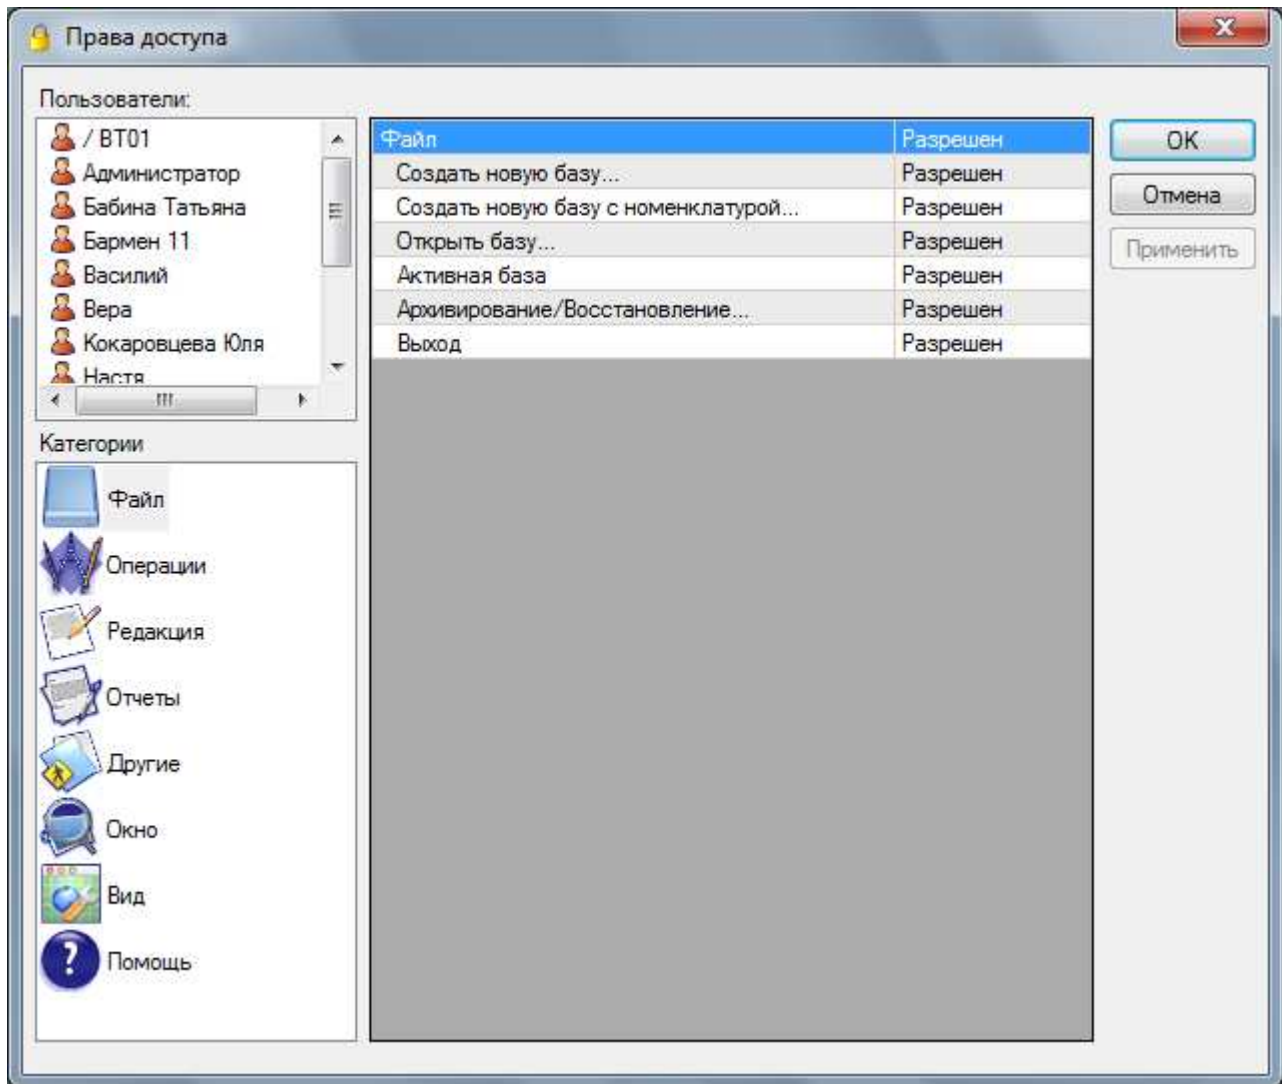 Права доступа
Пользователи:
/ BT01
Администратор
Бабина Татьяна
Бармен 11
Василий
Вера
Кокаровцева Юля
Настя
Категории
Файл
Операции
Редакция
Отчеты
Другие
Окно
Вид
Помощь
Файл Разрешен
Создать новую базу... Разрешен
Создать новую базу с номенклатурой... Разрешен
Открыть базу... Разрешен
Активная база Разрешен
Архивирование/Восстановление... Разрешен
Выход Разрешен
OK
Отмена
Применить